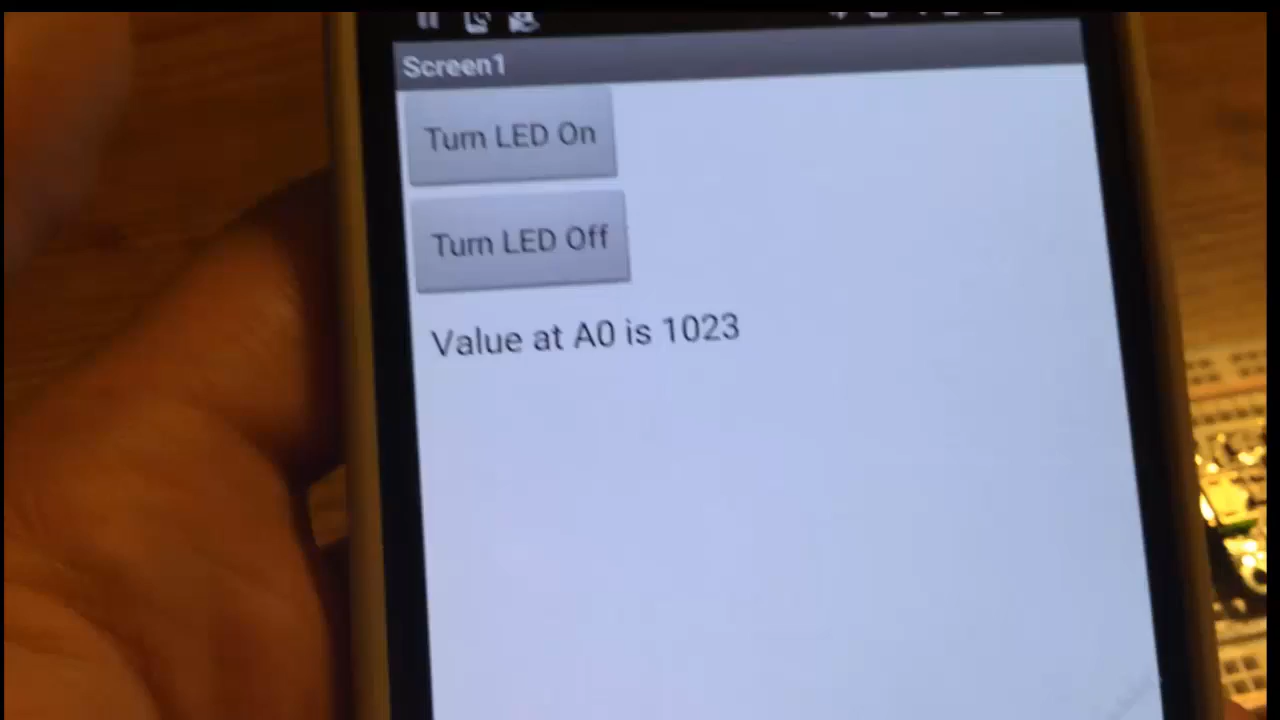 Screen1
Turn LED On
Turn LED Off
Value at A0 is 1023